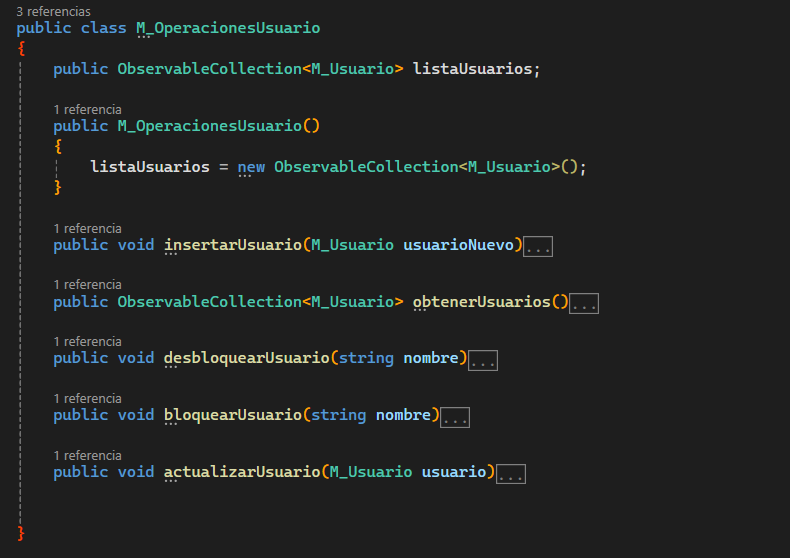 3 referencias
public class M_OperacionesUsuario
{
public ObservableCollection<M_Usuario> listaUsuarios;
1 referencia
public M_OperacionesUsuario()
{
listaUsuarios = new ObservableCollection<M_Usuario>();
}
1 referencia
public void insertarUsuario(M_Usuario usuarioNuevo)...
1 referencia
public ObservableCollection<M_Usuario> obtenerUsuarios()...
1 referencia
public void desbloquearUsuario(string nombre)...
1 referencia
public void bloquearUsuario(string nombre)...
1 referencia
public void actualizarUsuario(M_Usuario usuario)...
}